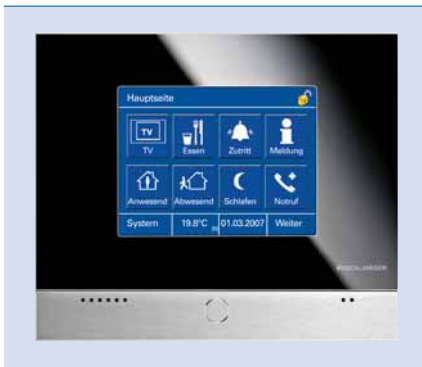 Hauptseite
TV
TV Essen Zutritt Meldung
Anwesend Abwesend Schlafen Notruf
System 19.8°C 01.03.2007 Weiter